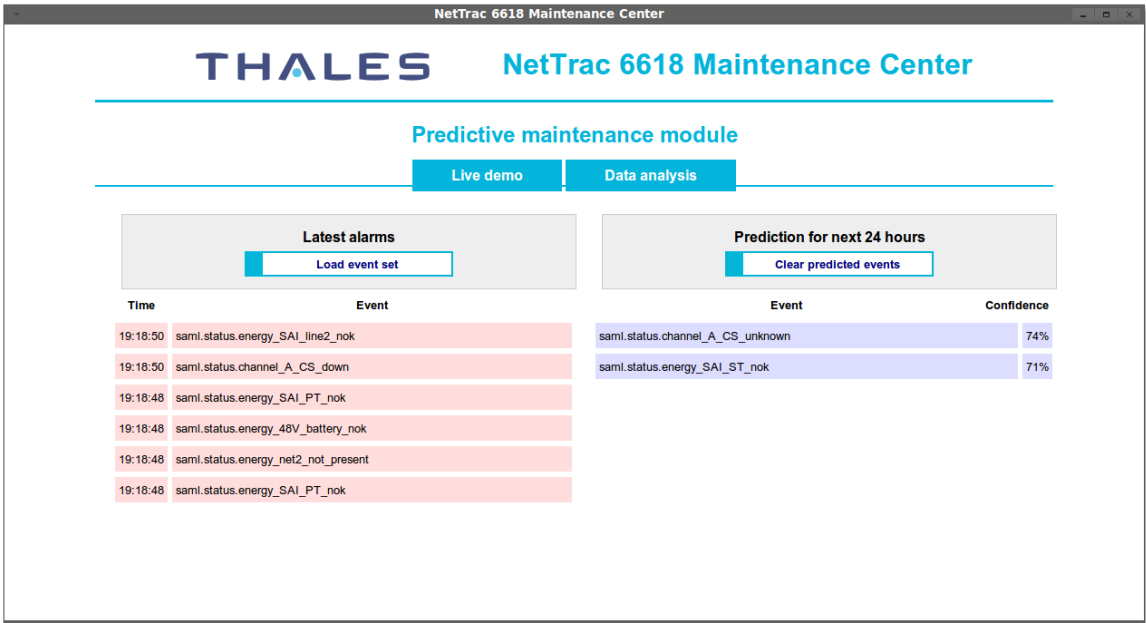 NetTrac 6618 Maintenance Center
THALES NetTrac 6618 Maintenance Center
Predictive maintenance module
Live demo Data analysis
Latest alarms
Load event set
Prediction for next 24 hours
Clear predicted events
Time Event
19:18:50 saml.status.energy_SAI_line2_nok
19:18:50 saml.status.channel_A_CS_down
19:18:48 saml.status.energy_SAI_PT_nok
19:18:48 saml.status.energy_48V_battery_nok
19:18:48 saml.status.energy_net2_not_present
19:18:48 saml.status.energy_SAI_PT_nok
Event Confidence
saml.status.channel_A_CS_unknown 74%
saml.status.energy_SAI_ST_nok 71%